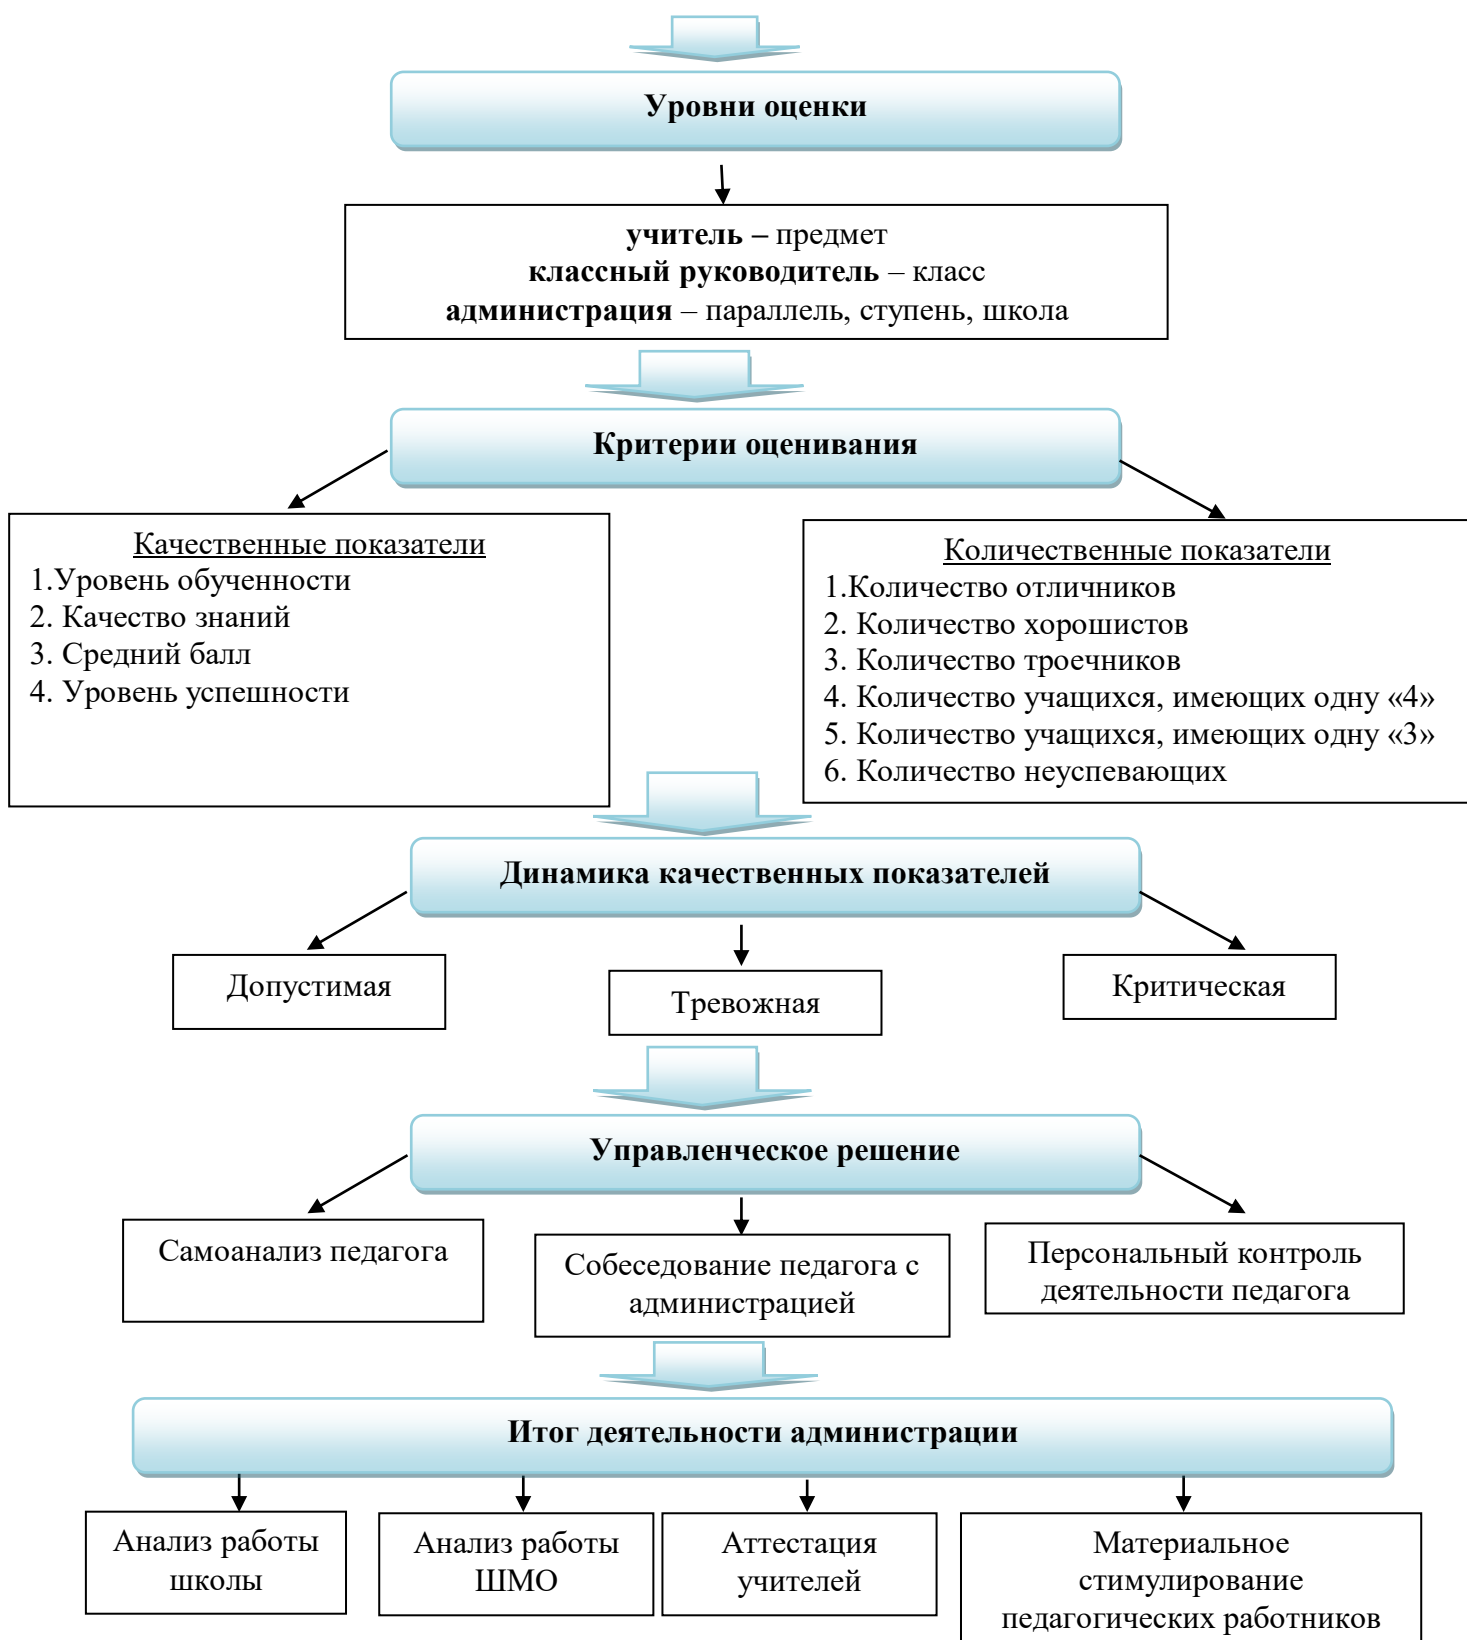 Уровни оценки
учитель – предмет
классный руководитель – класс
администрация – параллель, ступень, школа
Критерии оценивания
Качественные показатели
1.Уровень обученности
2. Качество знаний
3. Средний балл
4. Уровень успешности
Количественные показатели
1.Количество отличников
2. Количество хорошистов
3. Количество троечников
4. Количество учащихся, имеющих одну «4»
5. Количество учащихся, имеющих одну «3»
6. Количество неуспевающих
Динамика качественных показателей
Допустимая
Тревожная
Критическая
Управленческое решение
Самоанализ педагога
Собеседование педагога с
администрацией
Персональный контроль
деятельности педагога
Итог деятельности администрации
Анализ работы
школы
Анализ работы
ШМО
Аттестация
учителей
Материальное
стимулирование
педагогических работников